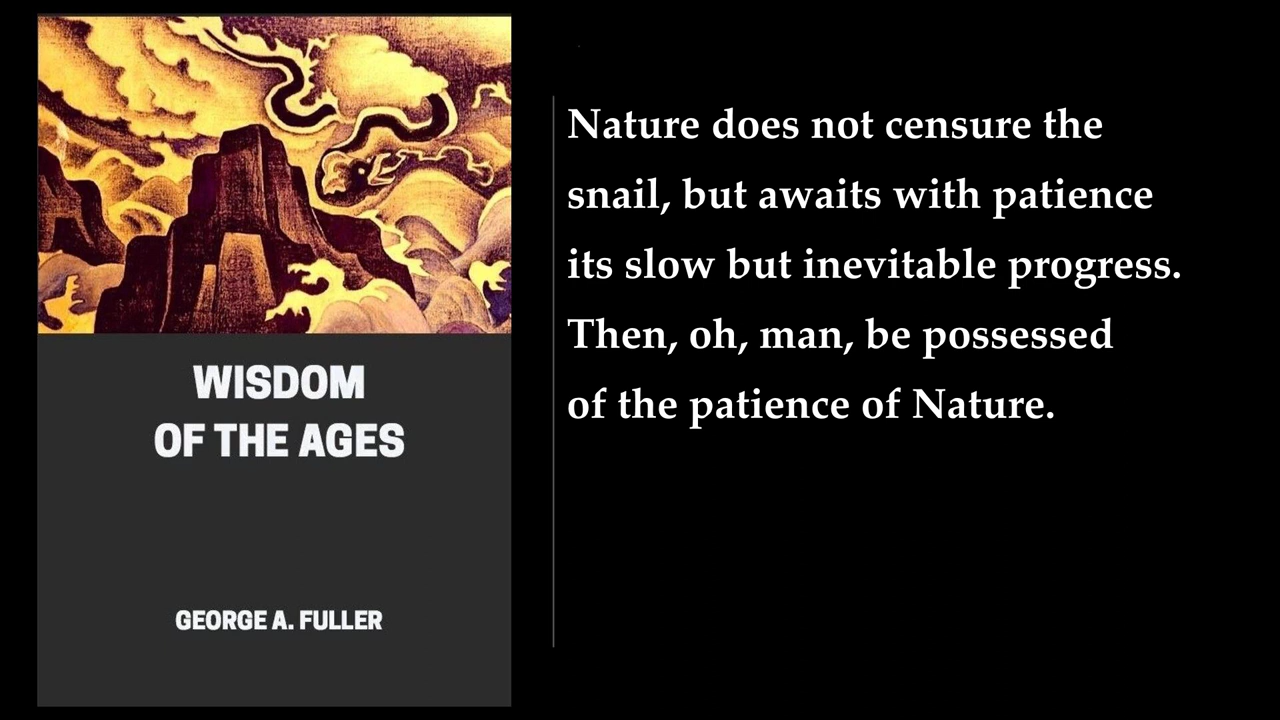 WISDOM
OF THE AGES
GEORGE A. FULLER
Nature does not censure the
snail, but awaits with patience
its slow but inevitable progress.
Then, oh, man, be possessed
of the patience of Nature.